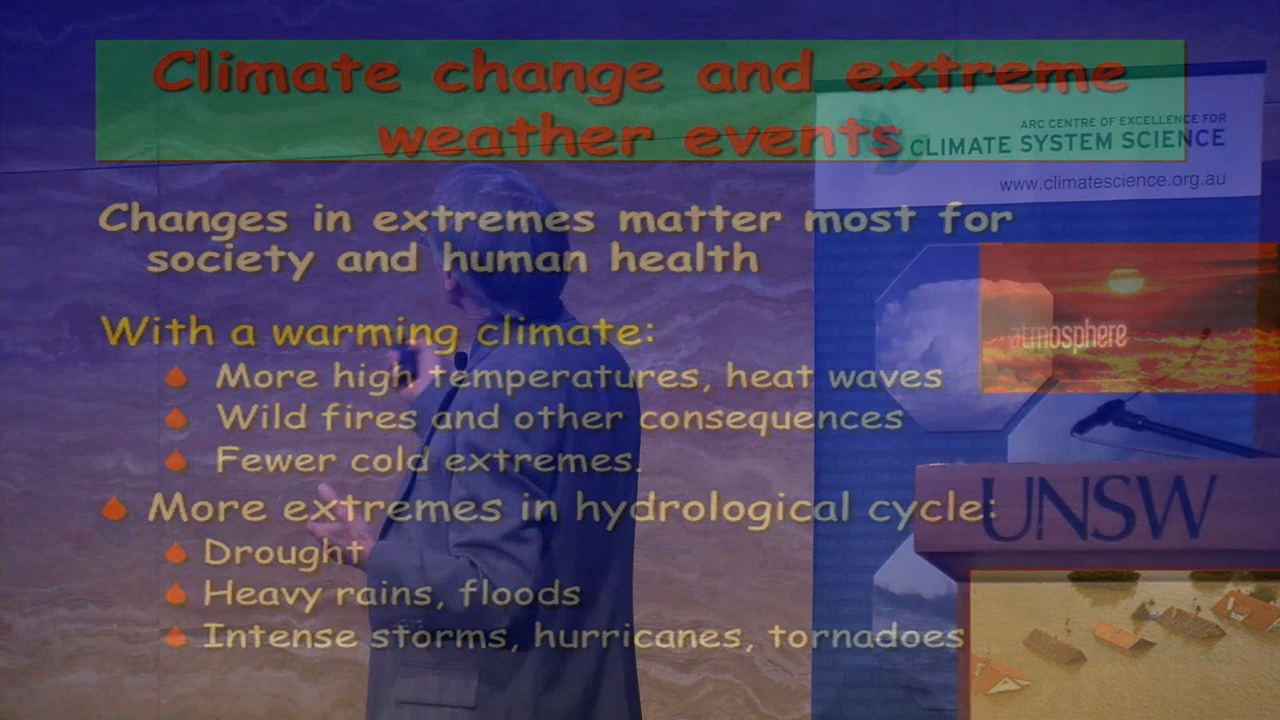 Climate change and extreme
weather events
ARC CENTRE OF EXCELLENCE FOR
CLIMATE SYSTEM SCIENCE
www.climatescience.org.au
Changes in extremes matter most for
society and human health
With a warming climate:
More high temperatures, heat waves
Wild fires and other consequences
Fewer cold extremes.
More extremes in hydrological cycle:
Drought
Heavy rains, floods
Intense storms, hurricanes, tornadoes
atmosphere
UNSW